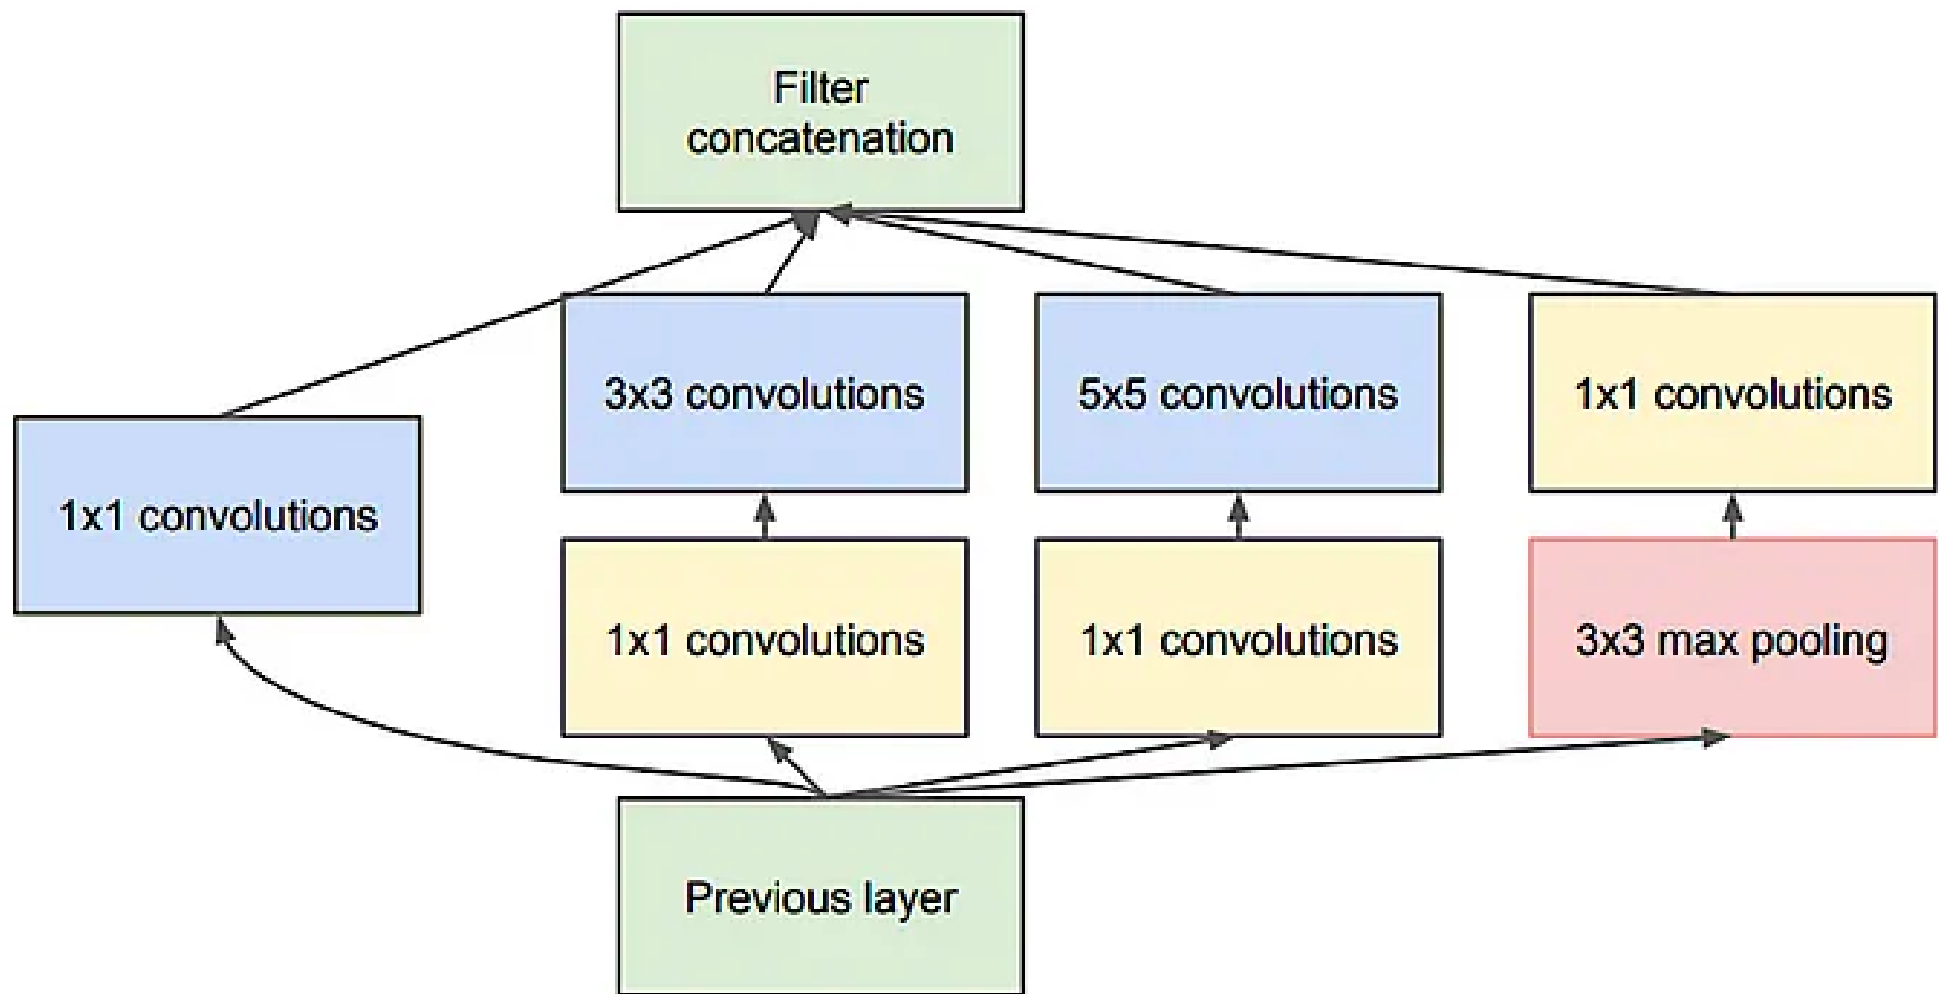 Filter
concatenation
3x3 convolutions
5x5 convolutions
1x1 convolutions
1x1 convolutions
1x1 convolutions
1x1 convolutions
3x3 max pooling
Previous layer